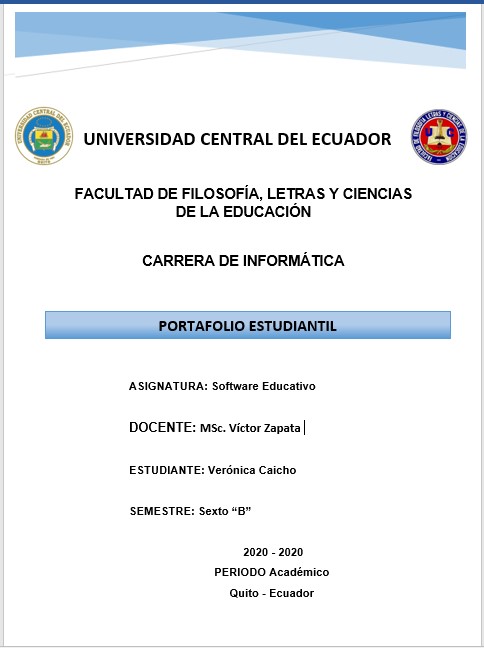 UNIVERSIDAD CENTRAL DEL ECUADOR
FACULTAD DE FILOSOFÍA, LETRAS Y CIENCIAS
DE LA EDUCACIÓN
CARRERA DE INFORMÁTICA
PORTAFOLIO ESTUDIANTIL
ASIGNATURA: Software Educativo
DOCENTE: MSc. Víctor Zapata
ESTUDIANTE: Verónica Caicho
SEMESTRE: Sexto “B”
2020 - 2020
PERIODO Académico
Quito - Ecuador